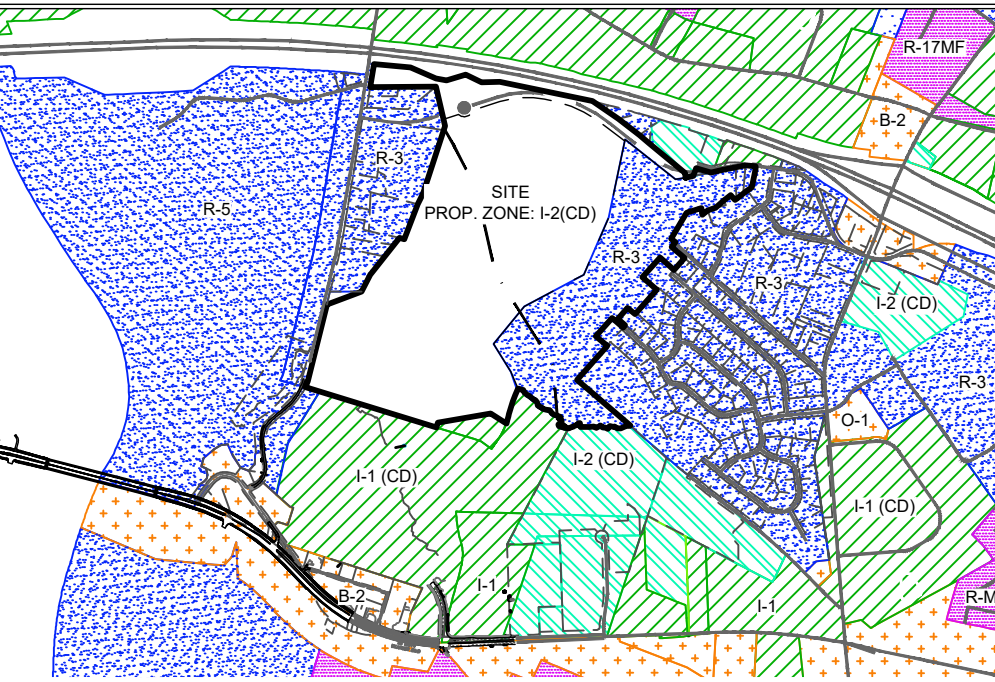 R-17MF
B-2
R-3
SITE
PROP. ZONE: I-2(CD)
R-5
R-3
R-3
I-2 (CD)
R-3
O-1
I-2 (CD)
I-1 (CD)
I-1 (CD)
I-1
B-2
I-1
R-M